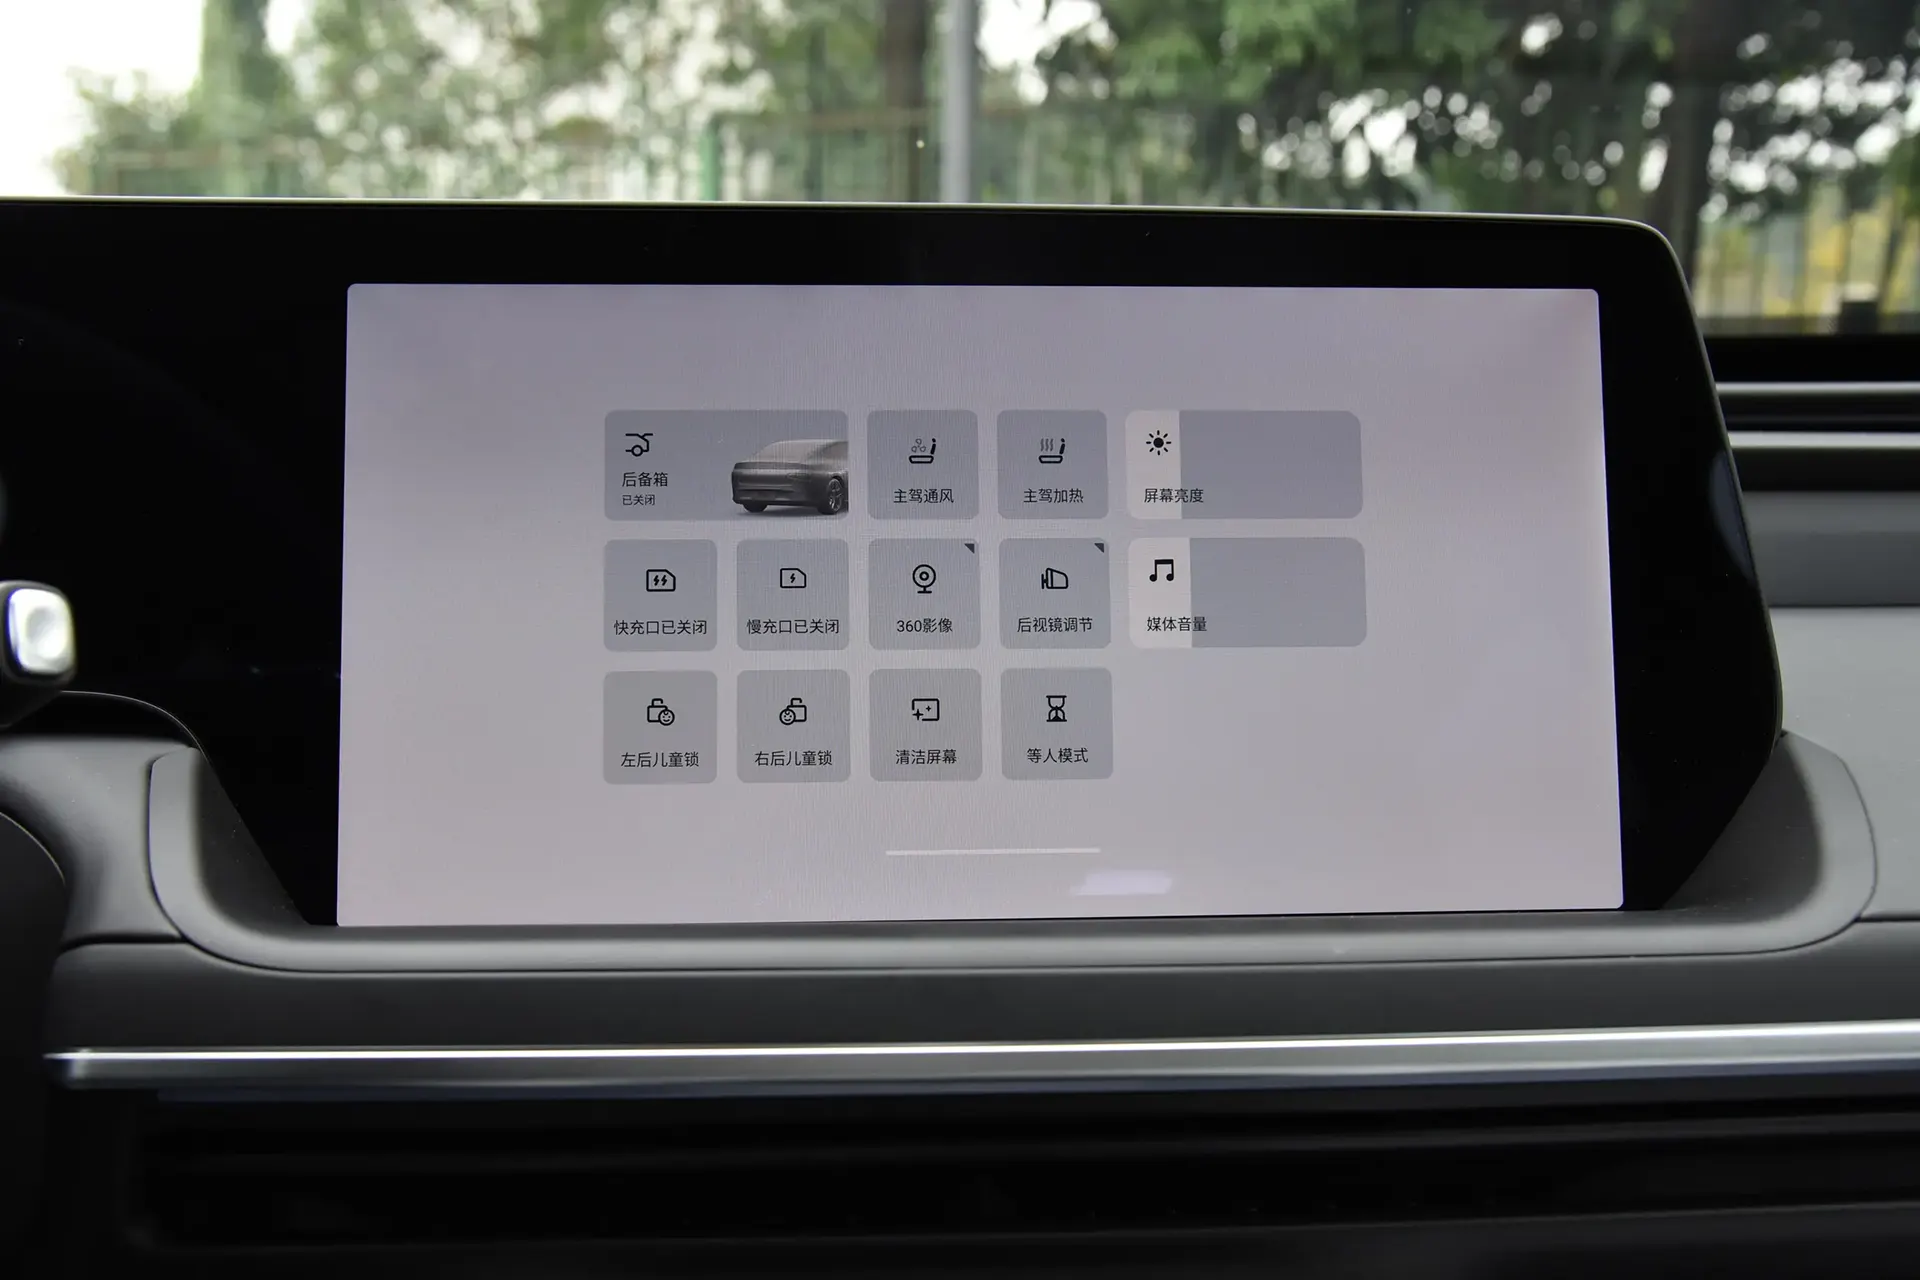 后备箱
已关闭
主驾通风
主驾加热
屏幕亮度
快充口已关闭
慢充口已关闭
360影像
后视镜调节
媒体音量
左后儿童锁
右后儿童锁
清洁屏幕
等人模式